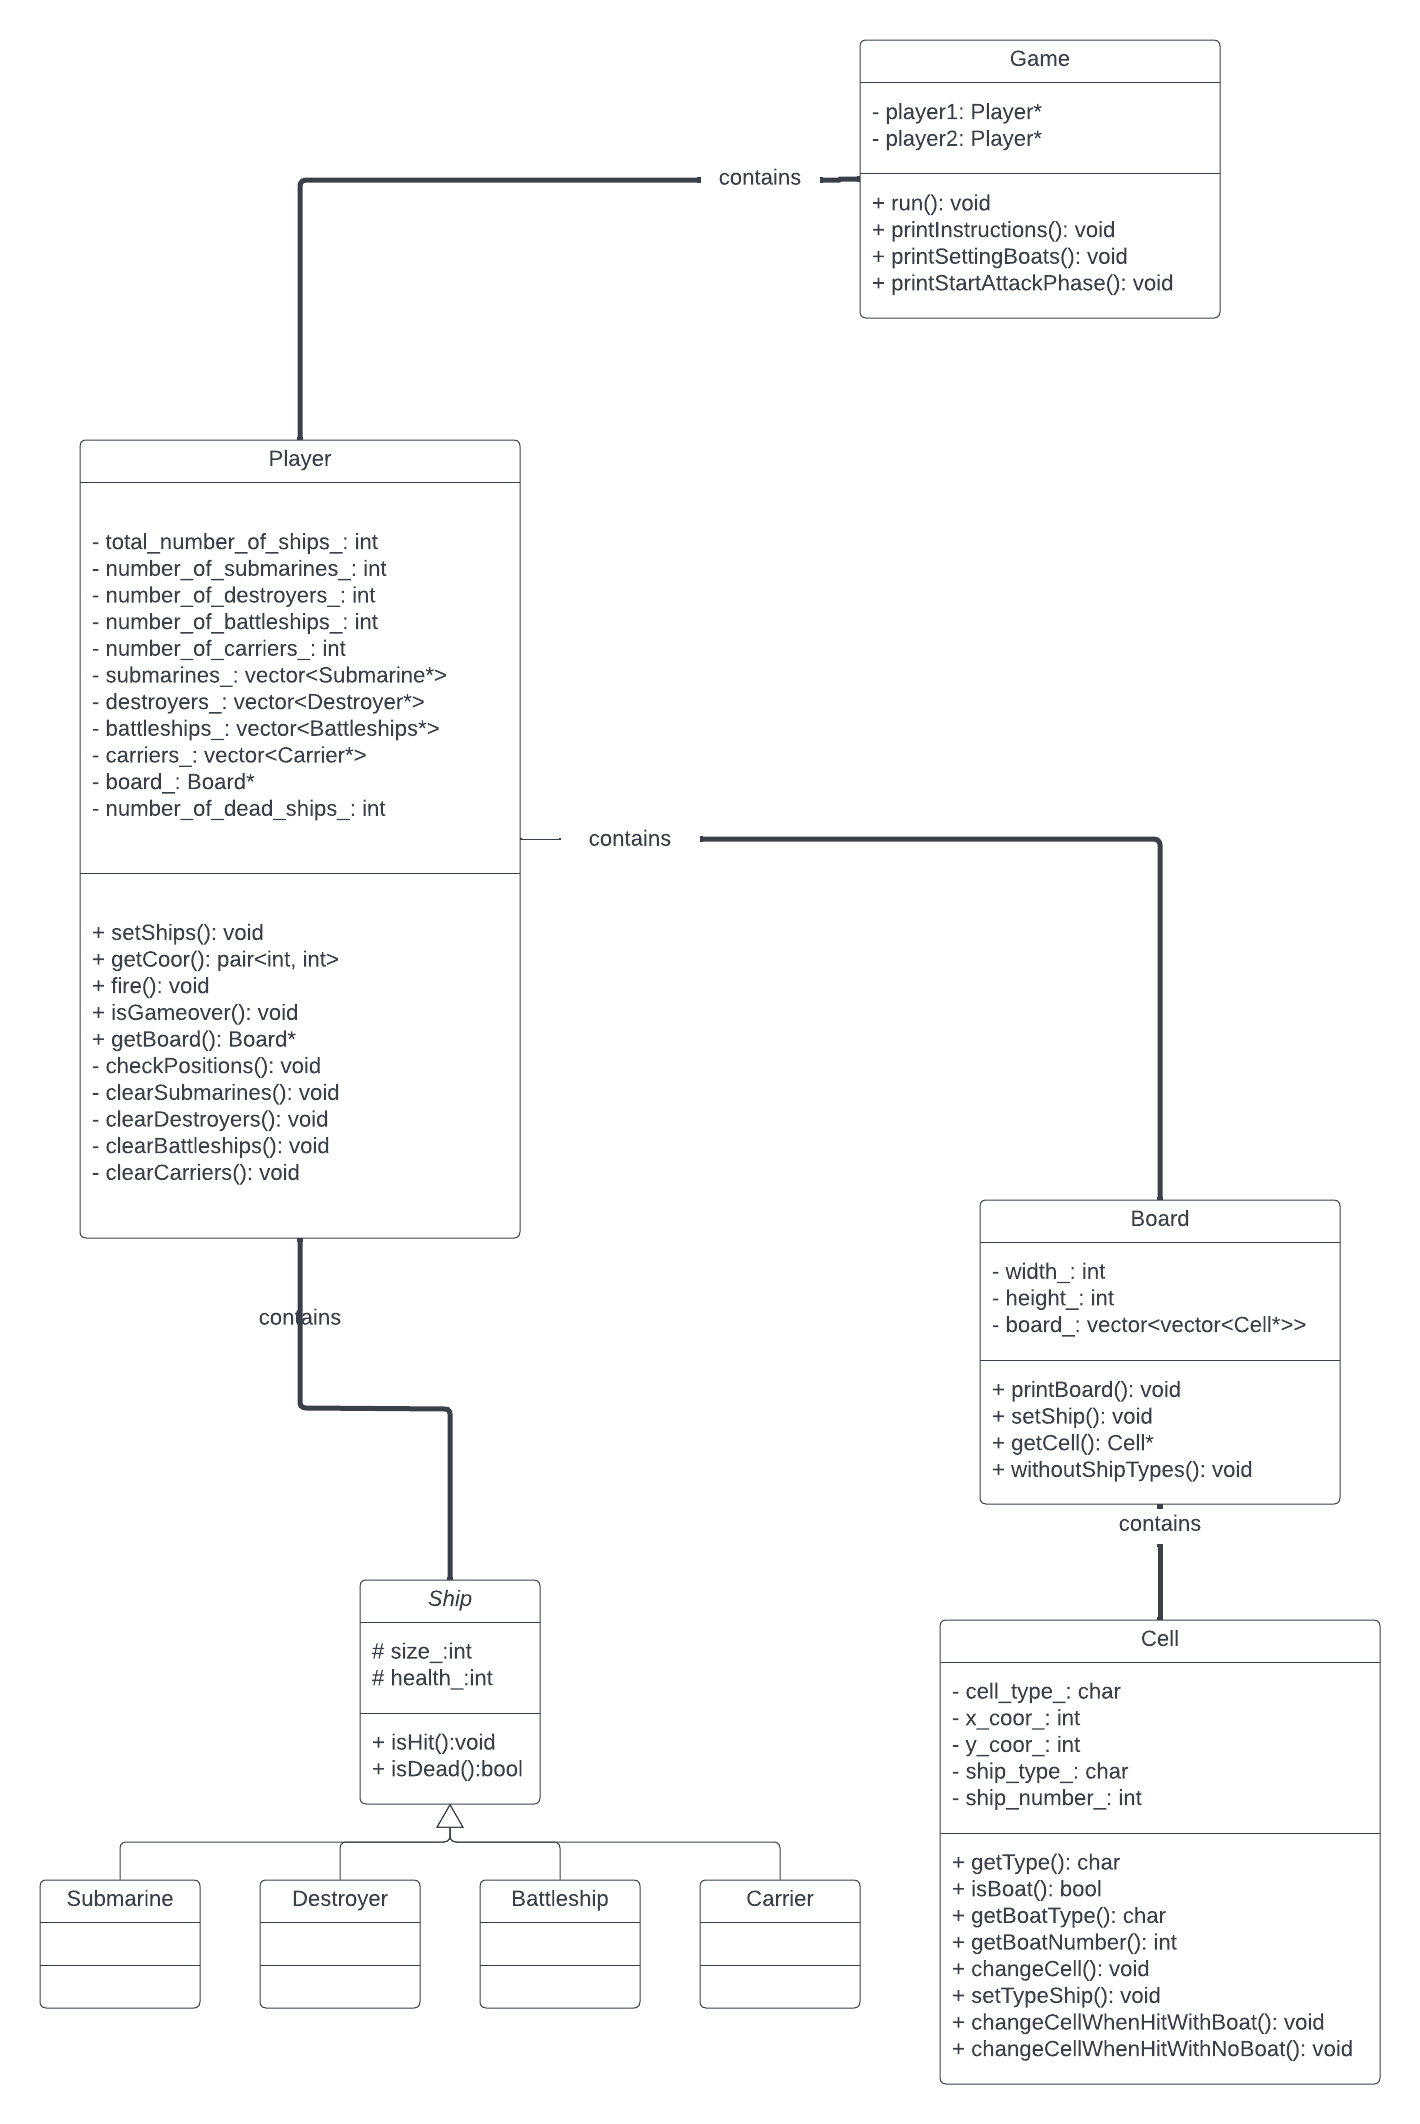 Game
- player1: Player*
- player2: Player*
+ run(): void
+ printInstructions(): void
+ printSettingBoats(): void
+ printStartAttackPhase(): void
contains
Player
- total_number_of_ships_: int
- number_of_submarines_: int
- number_of_destroyers_: int
- number_of_battleships_: int
- number_of_carriers_: int
- submarines_: vector<Submarine*>
- destroyers_: vector<Destroyer*>
- battleships_: vector<Battleships*>
- carriers_: vector<Carrier*>
- board_: Board*
- number_of_dead_ships_: int
+ setShips(): void
+ getCoor(): pair<int, int>
+ fire(): void
+ isGameover(): void
+ getBoard(): Board*
- checkPositions(): void
- clearSubmarines(): void
- clearDestroyers(): void
- clearBattleships(): void
- clearCarriers(): void
contains
Board
- width_: int
- height_: int
- board_: vector<vector<Cell*>>
+ printBoard(): void
+ setShip(): void
+ getCell(): Cell*
+ withoutShipTypes(): void
contains
contains
Ship
# size_:int
# health_:int
+ isHit():void
+ isDead():bool
Submarine
Destroyer
Battleship
Carrier
Cell
- cell_type_: char
- x_coor_: int
- y_coor_: int
- ship_type_: char
- ship_number_: int
+ getType(): char
+ isBoat(): bool
+ getBoatType(): char
+ getBoatNumber(): int
+ changeCell(): void
+ setTypeShip(): void
+ changeCellWhenHitWithBoat(): void
+ changeCellWhenHitWithNoBoat(): void